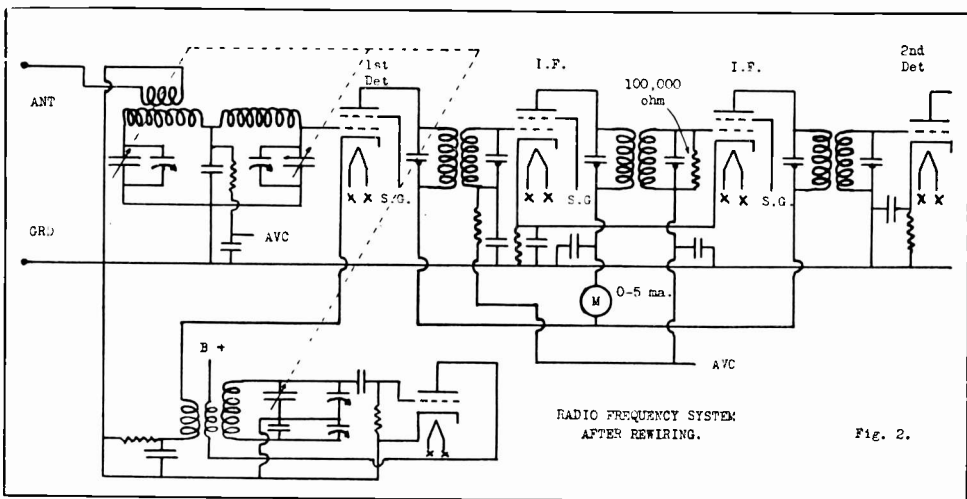 1st
Det
I.F.
I.F.
2nd
Det
ANT
100,000
ohm
S.G.
S.G
S.G.
x x
x x
x x
x x
GRD
AVC
M
0-5 ma.
B +
AVC
x x
RADIO FREQUENCY SYSTEM
AFTER REWIRING.
Fig. 2.